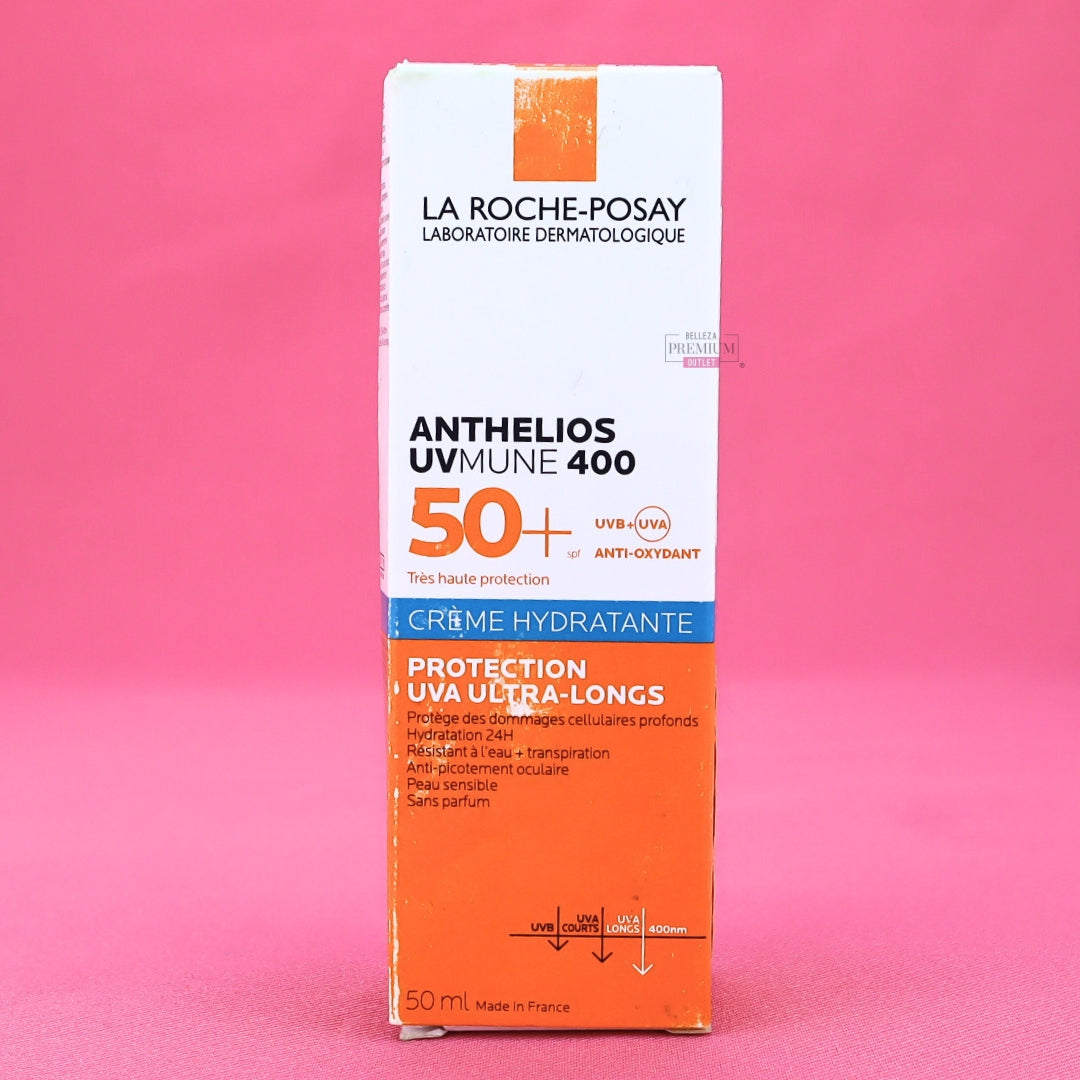 LA ROCHE-POSAY
LABORATOIRE DERMATOLOGIQUE
BELLEZA
PREMIUM
OUTLET
®
ANTHELIOS
UVMUNE 400
50+ spf
UVB+UVA
ANTI-OXYDANT
Très haute protection
CRÈME HYDRATANTE
PROTECTION
UVA ULTRA-LONGS
Protège des dommages cellulaires profonds
Hydratation 24H
Résistant à l'eau + transpiration
Anti-picotement oculaire
Peau sensible
Sans parfum
UVB UVA COURTS UVA LONGS 400nm
50 ml Made in France